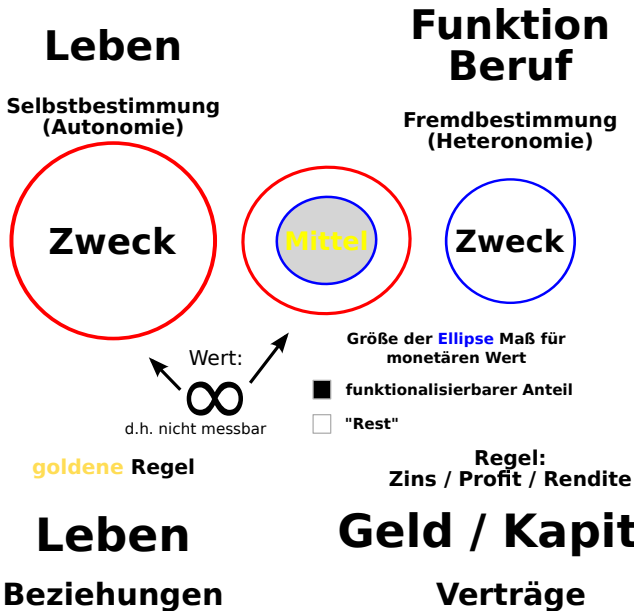 Leben
Funktion
Beruf
Selbstbestimmung
(Autonomie)
Fremdbestimmung
(Heteronomie)
Zweck
Mittel
Zweck
Wert:
∞
d.h. nicht messbar
Größe der Ellipse Maß für
monetären Wert
funktionalisierbarer Anteil
"Rest"
goldene Regel
Regel:
Zins / Profit / Rendite
Leben
Geld / Kapit
Beziehungen
Verträge